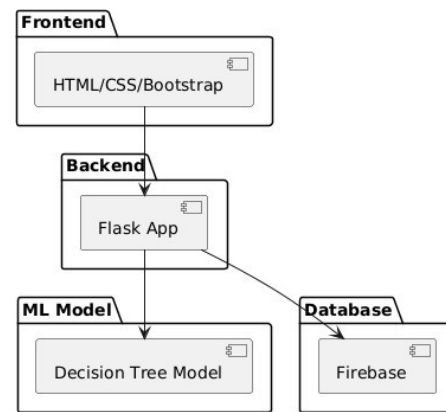 Frontend
HTML/CSS/Bootstrap
Backend
Flask App
ML Model
Decision Tree Model
Database
Firebase